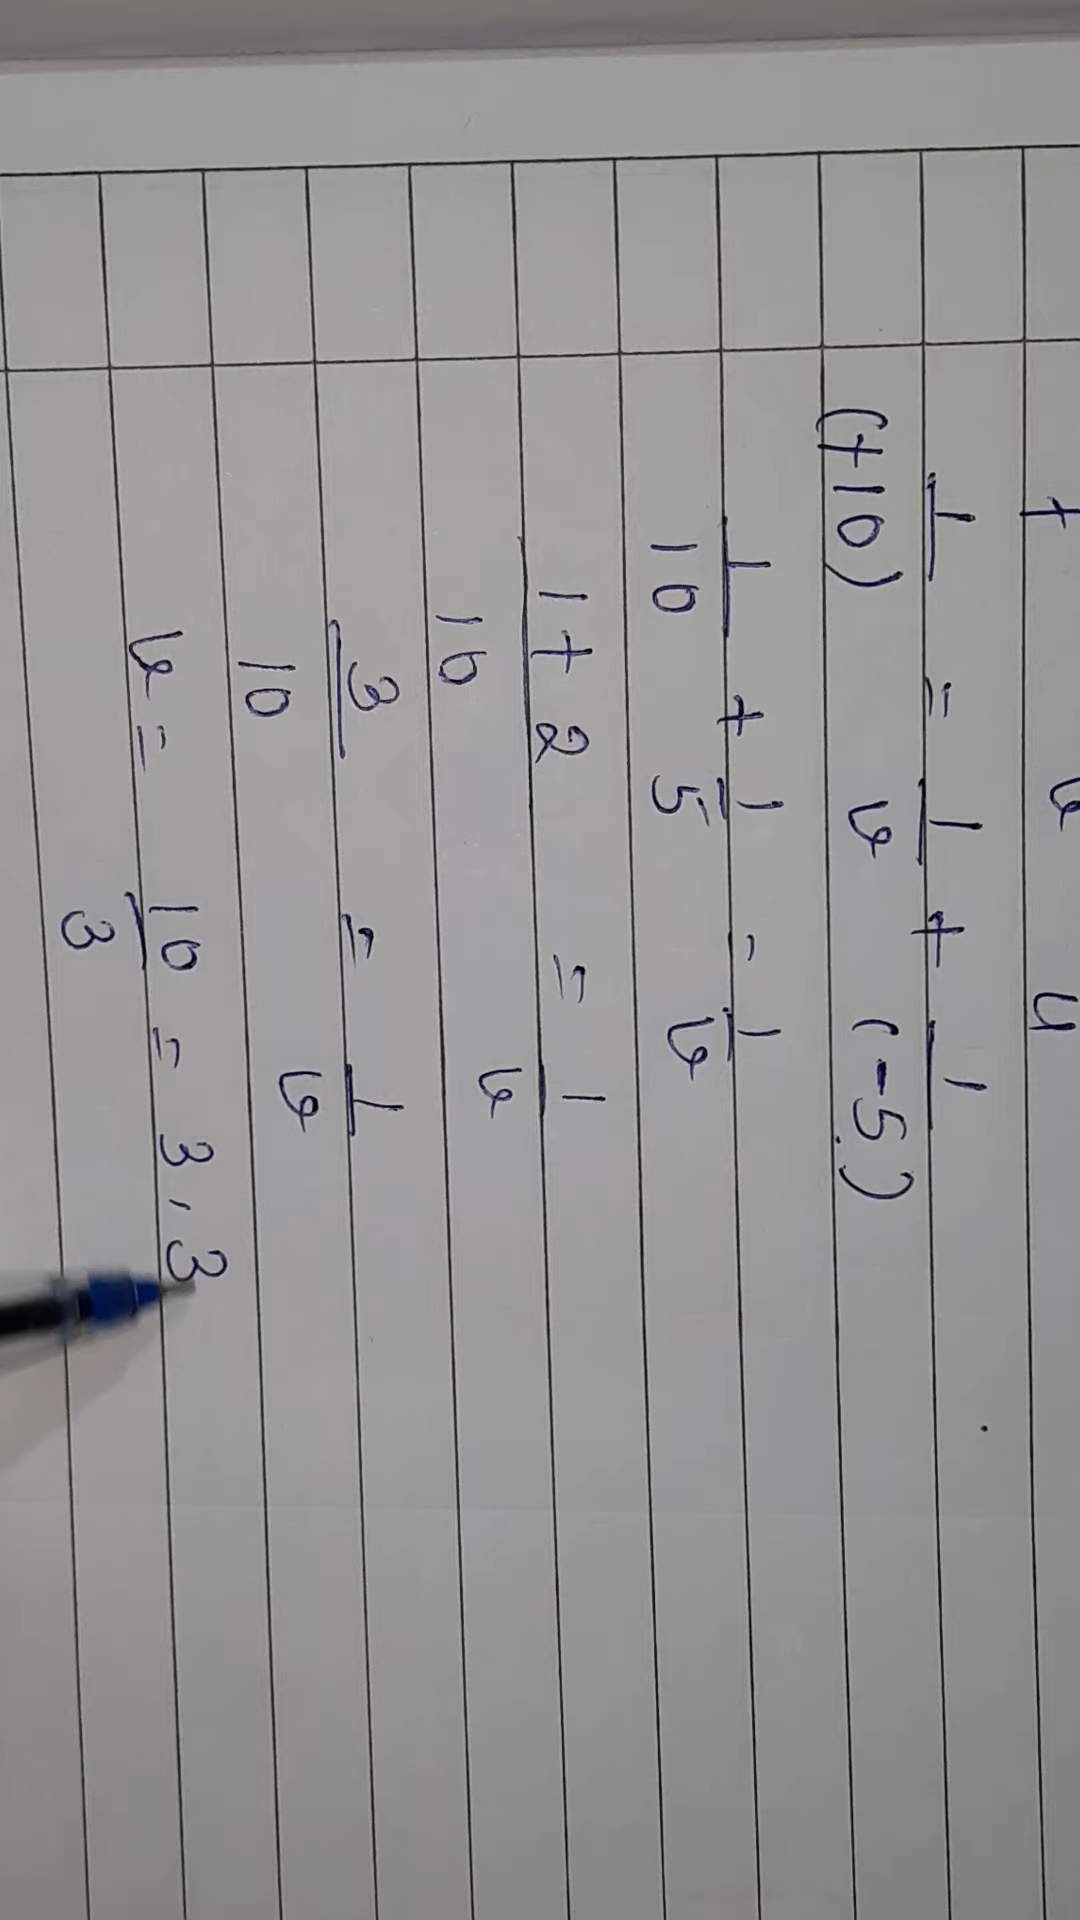 f v u
1/(+10) = 1/v + 1/(-5)
1/10 + 1/5 = 1/v
1+2/10 = 1/v
3/10 = 1/v
v = 10/3 = 3.3